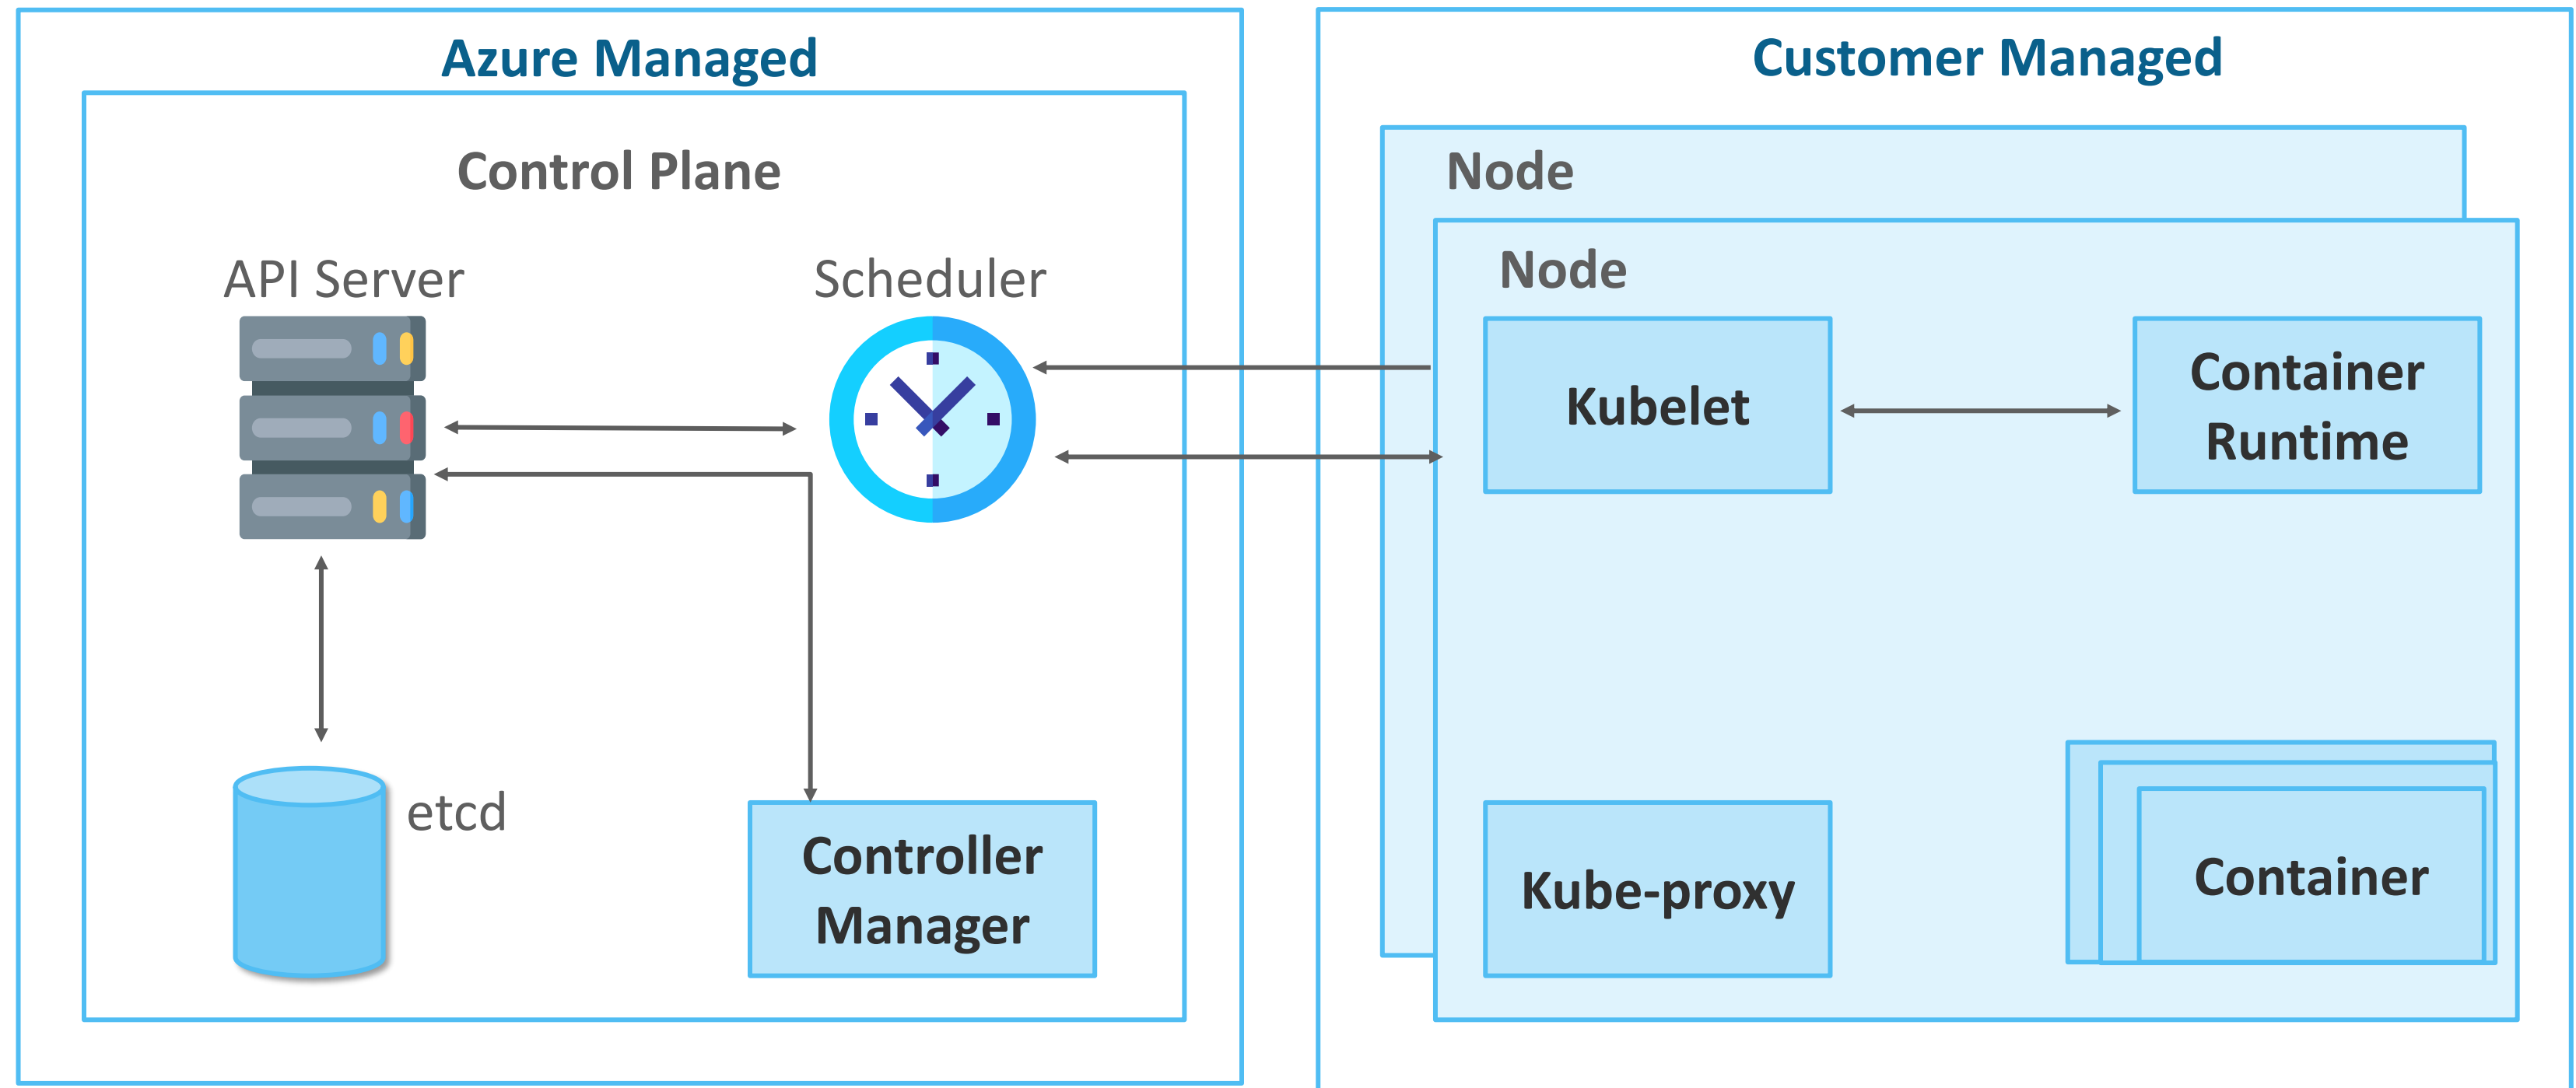 Azure Managed
Control Plane
API Server
Scheduler
etcd
Controller
Manager
Customer Managed
Node
Node
Kubelet
Container
Runtime
Kube-proxy
Container